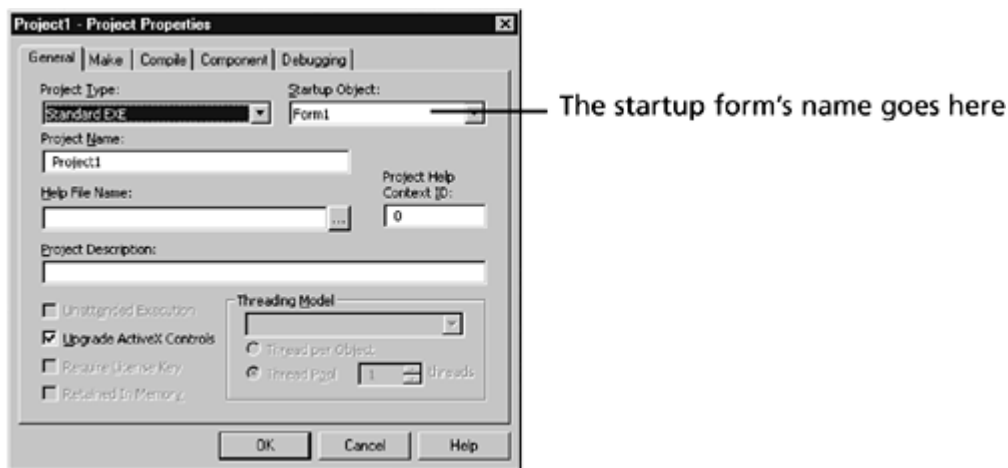 Project1 - Project Properties
General Make Compile Component Debugging
Project Type:
Startup Object:
Standard EXE
Form1
The startup form's name goes here
Project Name:
Project1
Help File Name:
Project Help
Context ID:
...
0
Project Description:
Unattended Execution
Upgrade ActiveX Controls
Require License Key
Retained In Memory
Threading Model
Thread per Object
Thread Pool 1 threads
OK Cancel Help